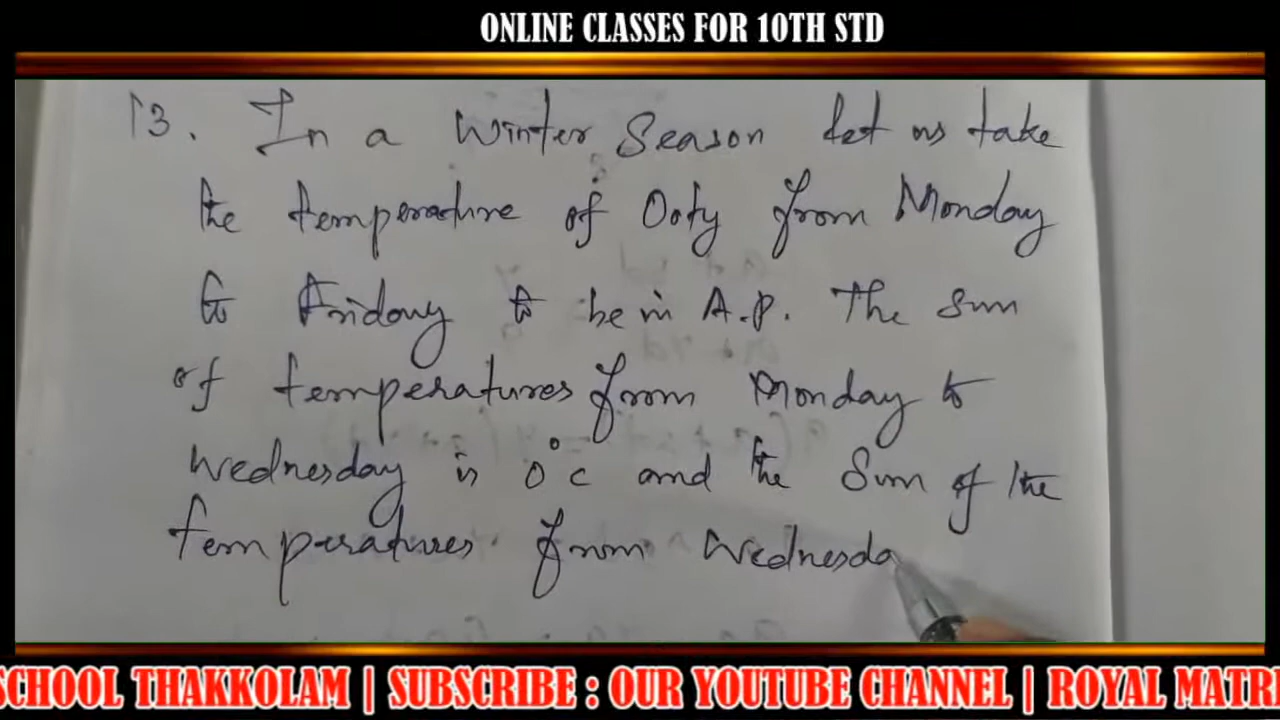 ONLINE CLASSES FOR 10TH STD
13. In a Winter Season let us take
the temperature of Ooty from Monday
to Friday to be in A.P. The Sum
of temperatures from Monday to
Wednesday is 0°C and the Sum of the
temperatures from Wednesda
SCHOOL THAKKOLAM | SUBSCRIBE : OUR YOUTUBE CHANNEL | ROYAL MATRI